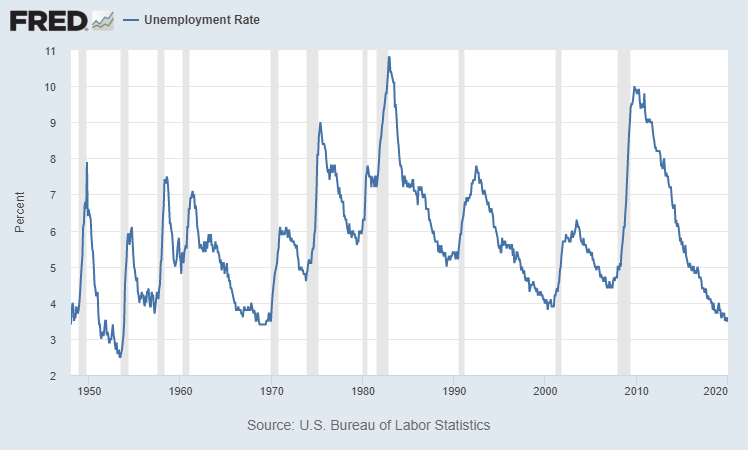 FRED
Unemployment Rate
11
10
9
8
7
6
5
4
3
2
Percent
1950 1960 1970 1980 1990 2000 2010 2020
Source: U.S. Bureau of Labor Statistics